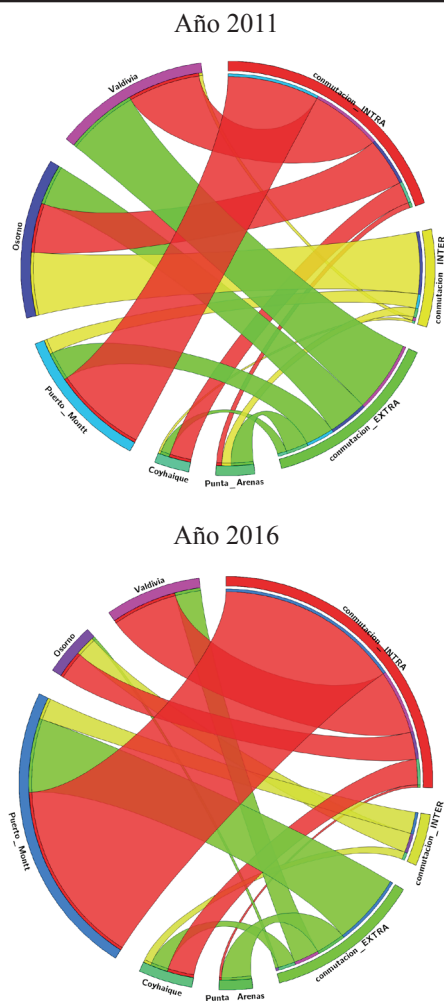 Año 2011
Valdivia
conmutacion_INTRA
Osorno
conmutacion_INTER
Puerto_Montt
conmutacion_EXTRA
Coyhaique
Punta_Arenas
Año 2016
Valdivia
conmutacion_INTRA
Osorno
Puerto_Montt
conmutacion_INTER
conmutacion_EXTRA
Coyhaique
Punta_Arenas